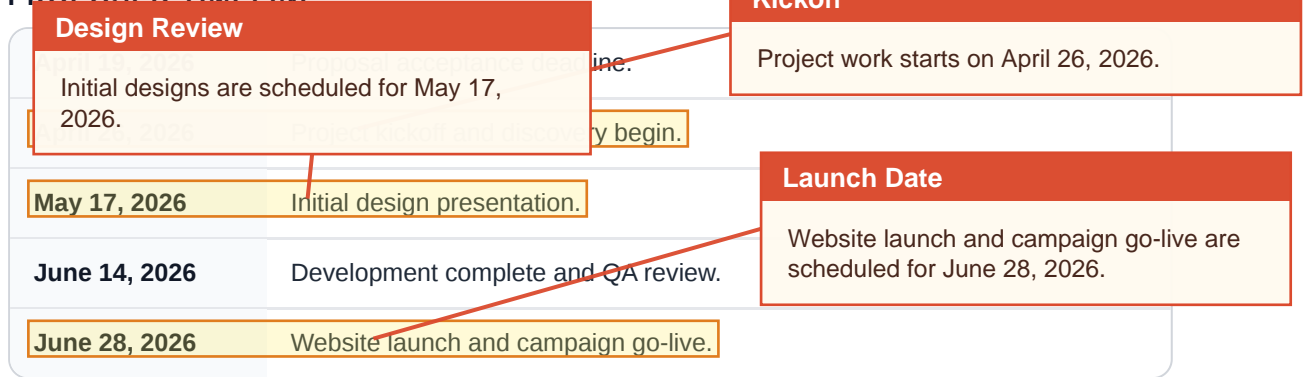 Design Review
Kickoff
April 19, 2026 Proposal acceptance deadline.
Initial designs are scheduled for May 17,
2026.
Project work starts on April 26, 2026.
April 26, 2026 Project kickoff and discovery begin.
May 17, 2026 Initial design presentation.
Launch Date
Website launch and campaign go-live are
scheduled for June 28, 2026.
June 14, 2026 Development complete and QA review.
June 28, 2026 Website launch and campaign go-live.